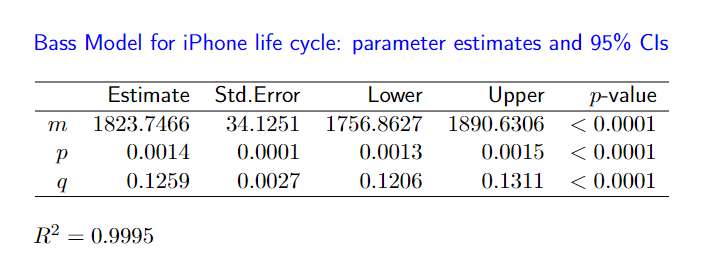 Bass Model for iPhone life cycle: parameter estimates and 95% CIs
Estimate Std.Error Lower Upper p-value
m 1823.7466 34.1251 1756.8627 1890.6306 < 0.0001
p 0.0014 0.0001 0.0013 0.0015 < 0.0001
q 0.1259 0.0027 0.1206 0.1311 < 0.0001
R² = 0.9995